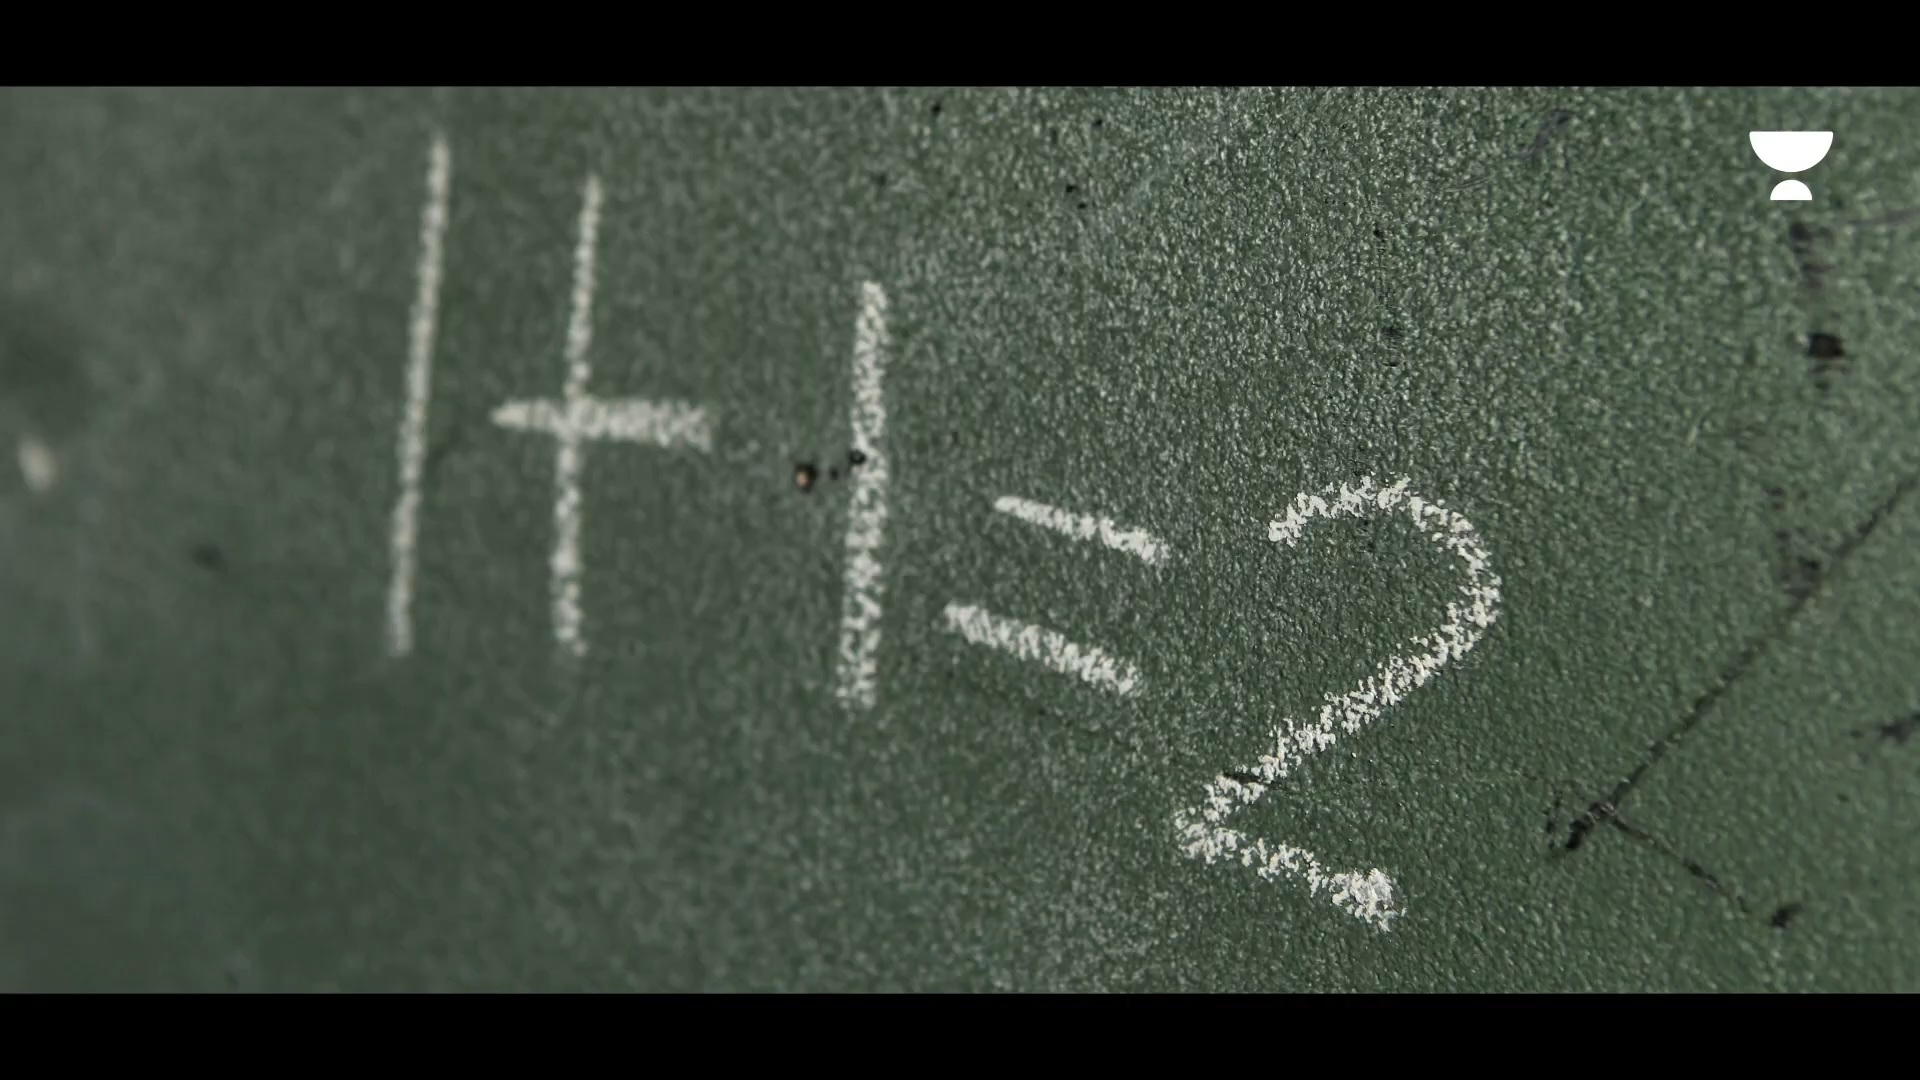 1 + 1 = 2